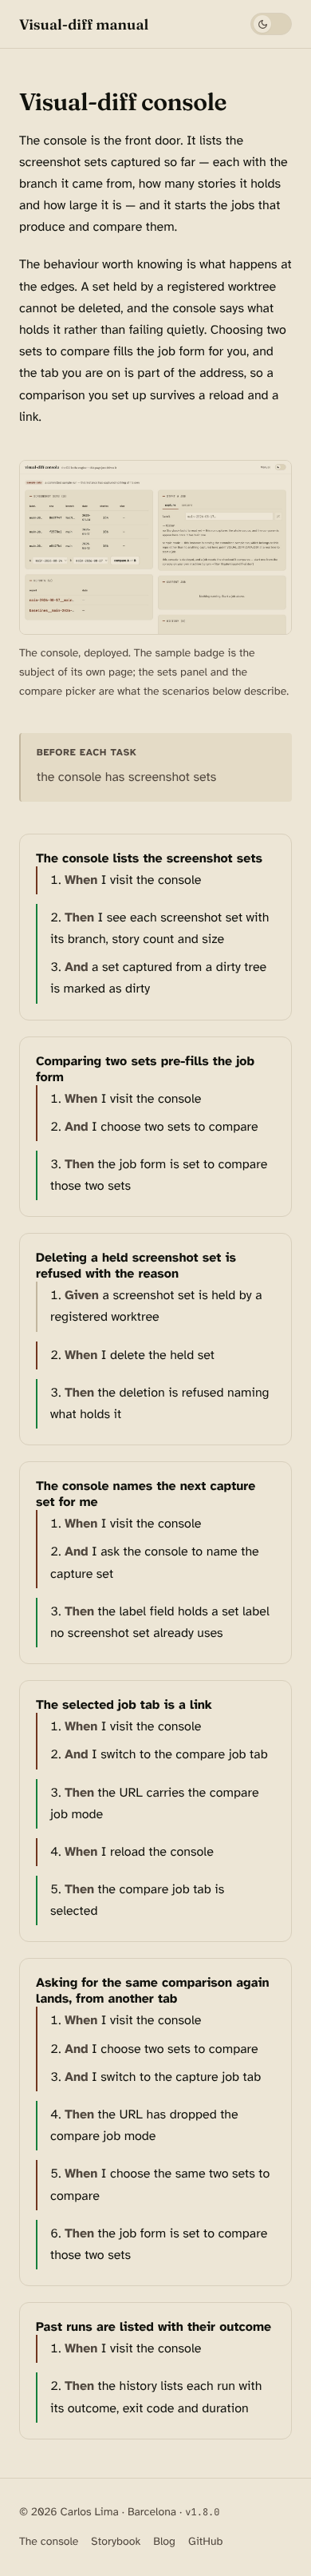 Visual-diff manual
Visual-diff console
The console is the front door. It lists the
screenshot sets captured so far — each with the
branch it came from, how many stories it holds
and how large it is — and it starts the jobs that
produce and compare them.
The behaviour worth knowing is what happens at
the edges. A set held by a registered worktree
cannot be deleted, and the console says what
holds it rather than failing quietly. Choosing two
sets to compare fills the job form for you, and
the tab you are on is part of the address, so a
comparison you set up survives a reload and a
link.
Visual-diff console
The console, deployed. The sample badge is the
subject of its own page; the sets panel and the
compare picker are what the scenarios below describe.
BEFORE EACH TASK
the console has screenshot sets
The console lists the screenshot sets
1. When I visit the console
2. Then I see each screenshot set with
its branch, story count and size
3. And a set captured from a dirty tree
is marked as dirty
Comparing two sets pre-fills the job
form
1. When I visit the console
2. And I choose two sets to compare
3. Then the job form is set to compare
those two sets
Deleting a held screenshot set is
refused with the reason
1. Given a screenshot set is held by a
registered worktree
2. When I delete the held set
3. Then the deletion is refused naming
what holds it
The console names the next capture
set for me
1. When I visit the console
2. And I ask the console to name the
capture set
3. Then the label field holds a set label
no screenshot set already uses
The selected job tab is a link
1. When I visit the console
2. And I switch to the compare job tab
3. Then the URL carries the compare
job mode
4. When I reload the console
5. Then the compare job tab is
selected
Asking for the same comparison again
lands, from another tab
1. When I visit the console
2. And I choose two sets to compare
3. And I switch to the capture job tab
4. Then the URL has dropped the
compare job mode
5. When I choose the same two sets to
compare
6. Then the job form is set to compare
those two sets
Past runs are listed with their outcome
1. When I visit the console
2. Then the history lists each run with
its outcome, exit code and duration
© 2026 Carlos Lima · Barcelona · v1.8.0
The console Storybook Blog GitHub